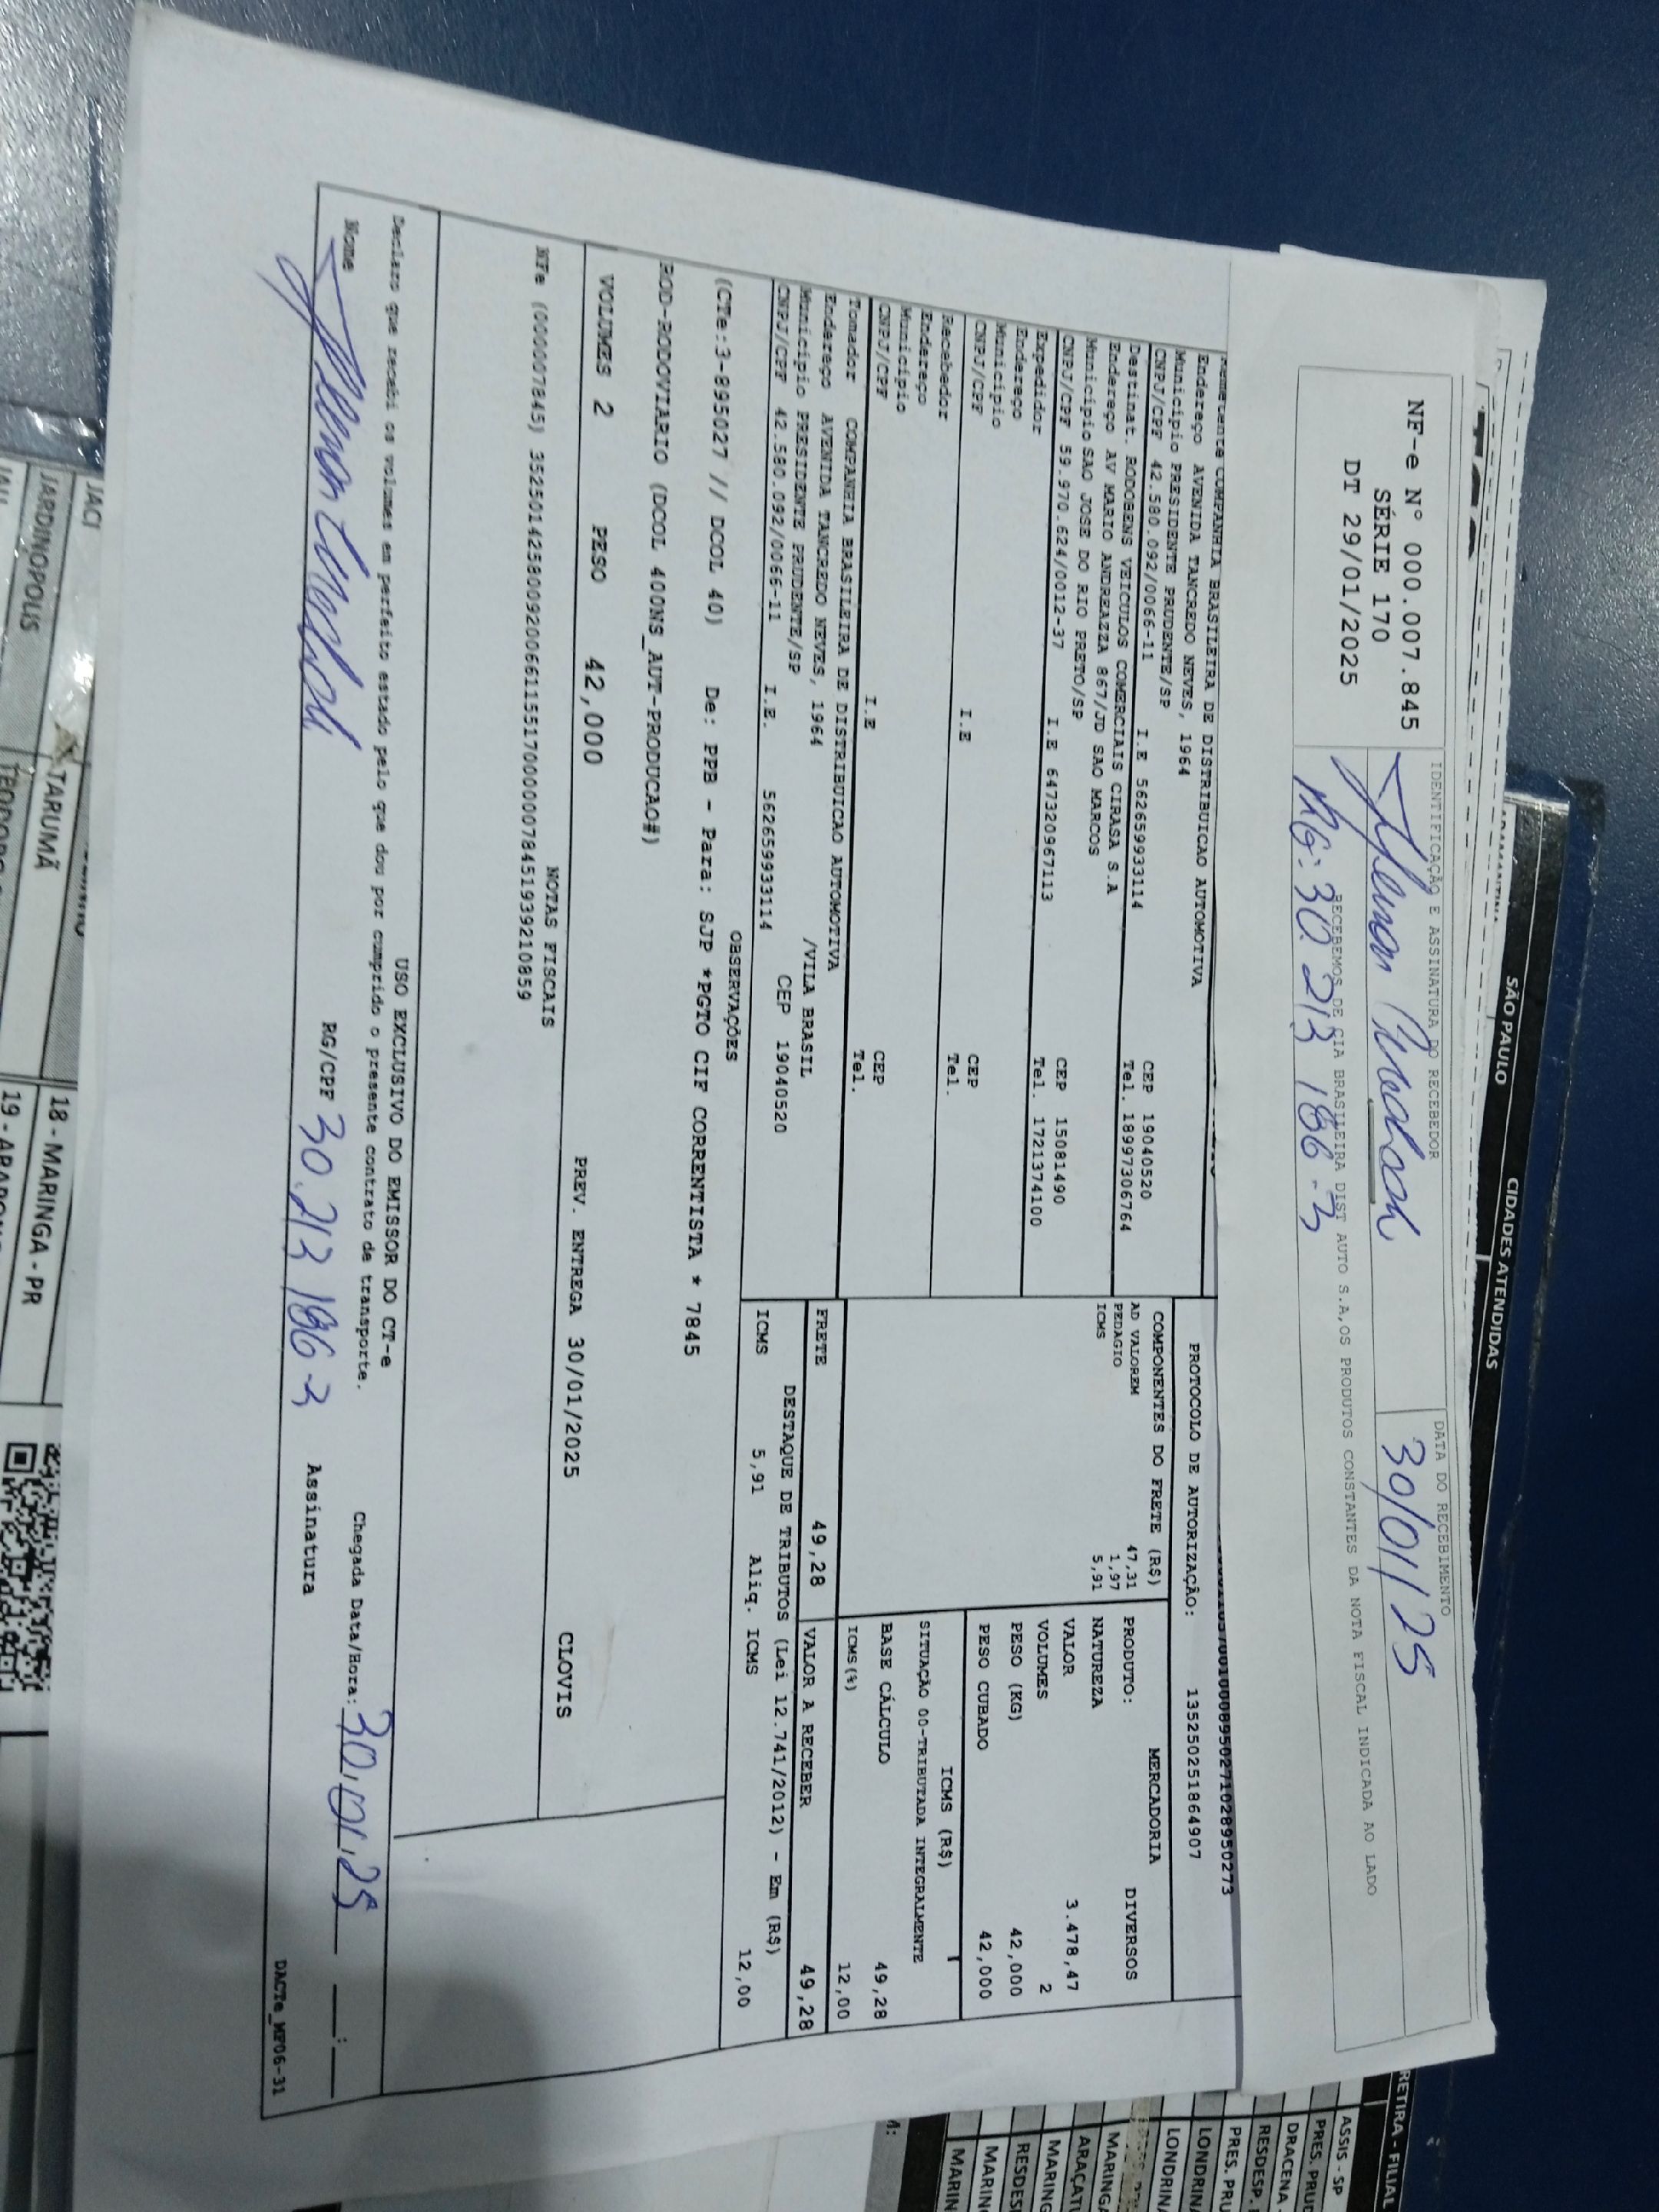 NF-e Nº 000.007.845
SÉRIE 170
DT 29/01/2025
IDENTIFICAÇÃO E ASSINATURA DO RECEBEDOR
DATA DO RECEBIMENTO
30/01/25
RG: 30.213 186-3
RECEBEMOS DE CIA BRASILEIRA DIST AUTO S.A, OS PRODUTOS CONSTANTES DA NOTA FISCAL INDICADA AO LADO
COMPANHIA BRASILEIRA DE DISTRIBUICAO AUTOMOTIVA
Endereço AVENIDA TANCREDO NEVES, 1964
Município PRESIDENTE PRUDENTE/SP CEP 19040520
CNPJ/CPF 42.580.092/0066-11 I.E 562659933114 Tel. 18997306764
Destinat. RODOBENS VEICULOS COMERCIAIS CIRASA S.A
Endereço AV MARIO ANDREAZZA 867/JD SAO MARCOS
Município SAO JOSE DO RIO PRETO/SP CEP 15081490
CNPJ/CPF 59.970.624/0012-37 I.E 647320967113 Tel. 1721374100
Expedidor
Endereço
Município CEP
CNPJ/CPF I.E Tel.
Recebedor
Endereço
Município CEP
CNPJ/CPF I.E Tel.
Tomador COMPANHIA BRASILEIRA DE DISTRIBUICAO AUTOMOTIVA
Endereço AVENIDA TANCREDO NEVES, 1964 /VILA BRASIL
Município PRESIDENTE PRUDENTE/SP CEP 19040520
CNPJ/CPF 42.580.092/0066-11 I.E. 562659933114
PROTOCOLO DE AUTORIZAÇÃO: 135250251864907
COMPONENTES DO FRETE (R$)
AD VALOREM 47,31
PEDAGIO 1,97
ICMS 5,91
MERCADORIA
PRODUTO: DIVERSOS
NATUREZA
VALOR 3.478,47
VOLUMES 2
PESO (KG) 42,000
PESO CUBADO 42,000
ICMS (R$)
SITUAÇÃO 00-TRIBUTADA INTEGRALMENTE
BASE CÁLCULO 49,28
ICMS(%) 12,00
FRETE 49,28 VALOR A RECEBER 49,28
DESTAQUE DE TRIBUTOS (Lei 12.741/2012) - Em (R$)
ICMS 5,91 Aliq. ICMS 12,00
OBSERVAÇÕES
(CTe:3-895027 // DCOL 40) De: PPB - Para: SJP *PGTO CIF CORRENTISTA * 7845
ROD-RODOVIARIO (DCOL 400NS_AUT-PRODUCAO#)
VOLUMES 2 PESO 42,000 PREV. ENTREGA 30/01/2025 CLOVIS
NOTAS FISCAIS
NFe (000007845) 35250142580092006611551700000078451939210859
USO EXCLUSIVO DO EMISSOR DO CT-e
Declaro que recebi os volumes em perfeito estado pelo que dou por cumprido o presente contrato de transporte.
Chegada Data/Hora: 30.01.25
Nome RG/CPF 30.213 186 3 Assinatura
DACTe_MF06-31
SÃO PAULO CIDADES ATENDIDAS
JACI
JARDINOPOLIS
TARUMÃ
18 - MARINGA - PR
RETIRA - FILIAL
ASSIS - SP
DRACENA